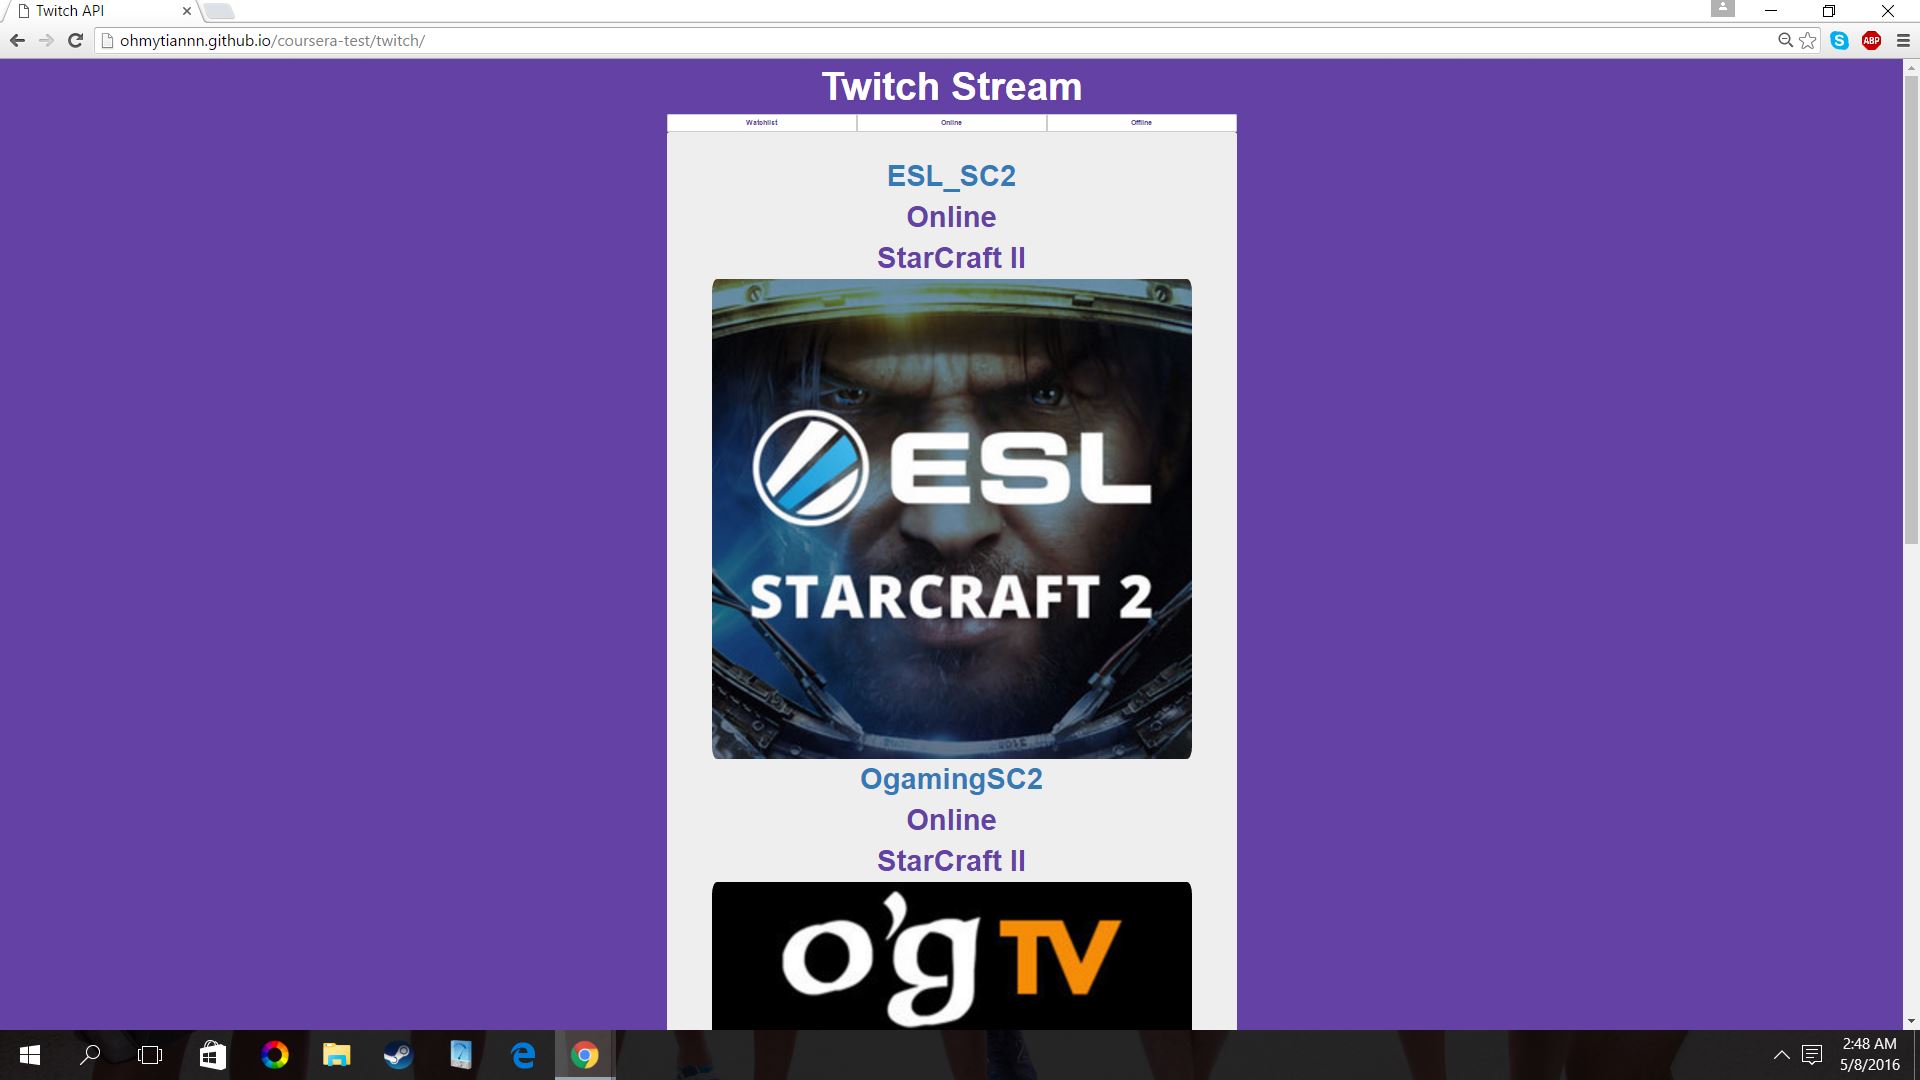 Twitch API
ohmytiannn.github.io/coursera-test/twitch/
S
ABP
Twitch Stream
Watchlist Online Offline
ESL_SC2
Online
StarCraft II
ESL
STARCRAFT 2
OgamingSC2
Online
StarCraft II
o'g TV
2:48 AM
5/8/2016